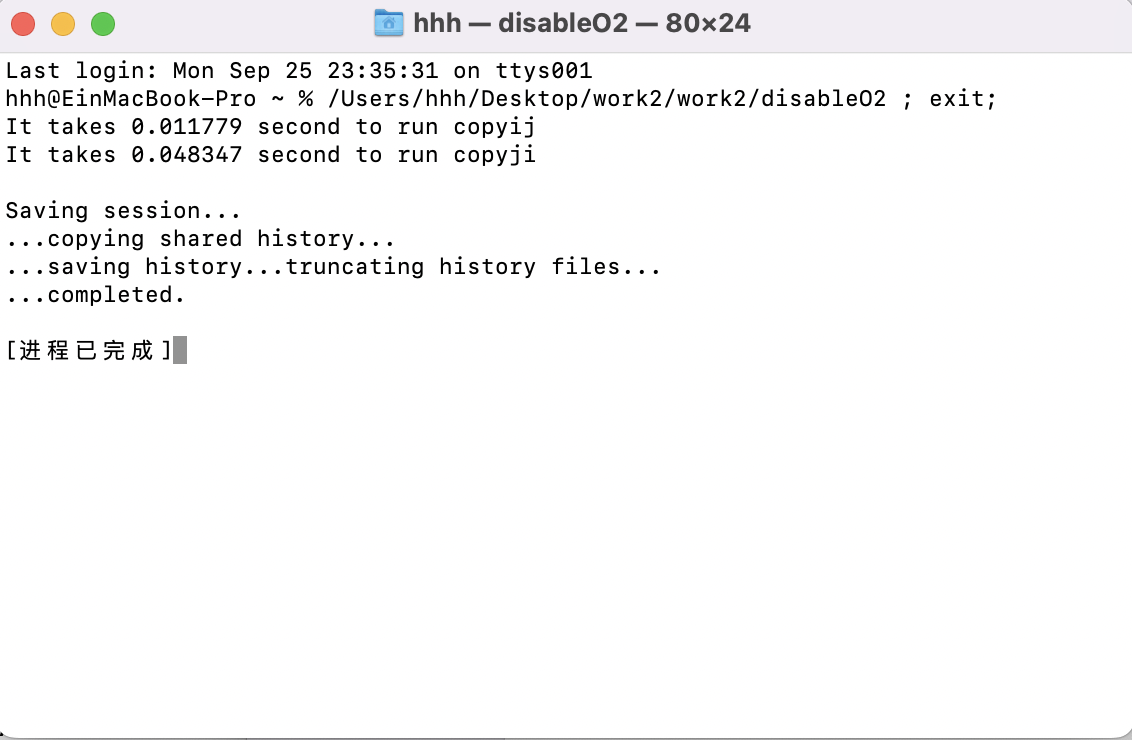 hhh — disableO2 — 80×24
Last login: Mon Sep 25 23:35:31 on ttys001
hhh@EinMacBook-Pro ~ % /Users/hhh/Desktop/work2/work2/disableO2 ; exit;
It takes 0.011779 second to run copyij
It takes 0.048347 second to run copyji
Saving session...
...copying shared history...
...saving history...truncating history files...
...completed.
[进程已完成]